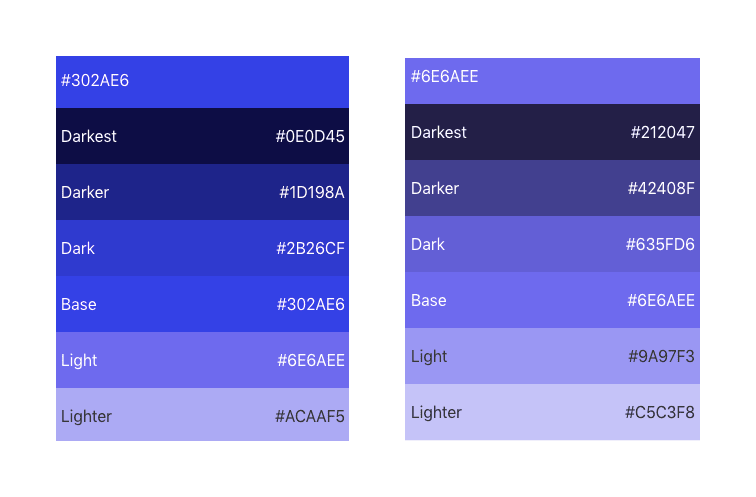 #302AE6
Darkest #0E0D45
Darker #1D198A
Dark #2B26CF
Base #302AE6
Light #6E6AEE
Lighter #ACAAF5
#6E6AEE
Darkest #212047
Darker #42408F
Dark #635FD6
Base #6E6AEE
Light #9A97F3
Lighter #C5C3F8